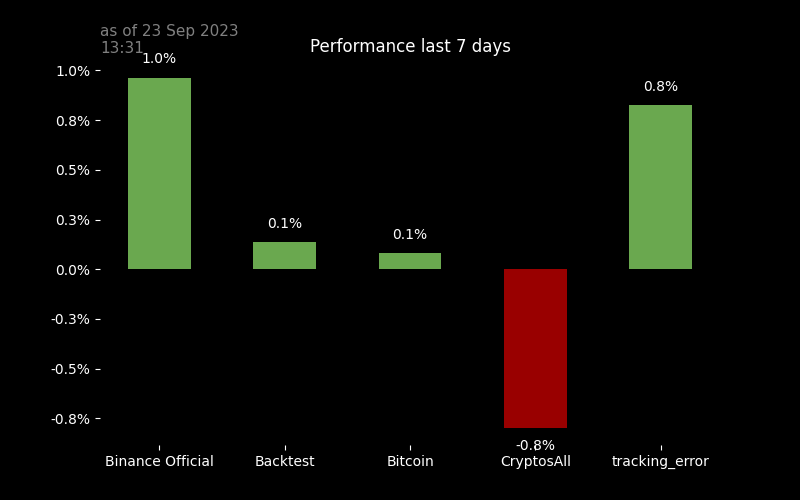 as of 23 Sep 2023
13:31
Performance last 7 days
1.0%
0.8%
0.5%
0.3%
0.0%
-0.3%
-0.5%
-0.8%
1.0%
0.1%
0.1%
-0.8%
0.8%
Binance Official
Backtest
Bitcoin
CryptosAll
tracking_error